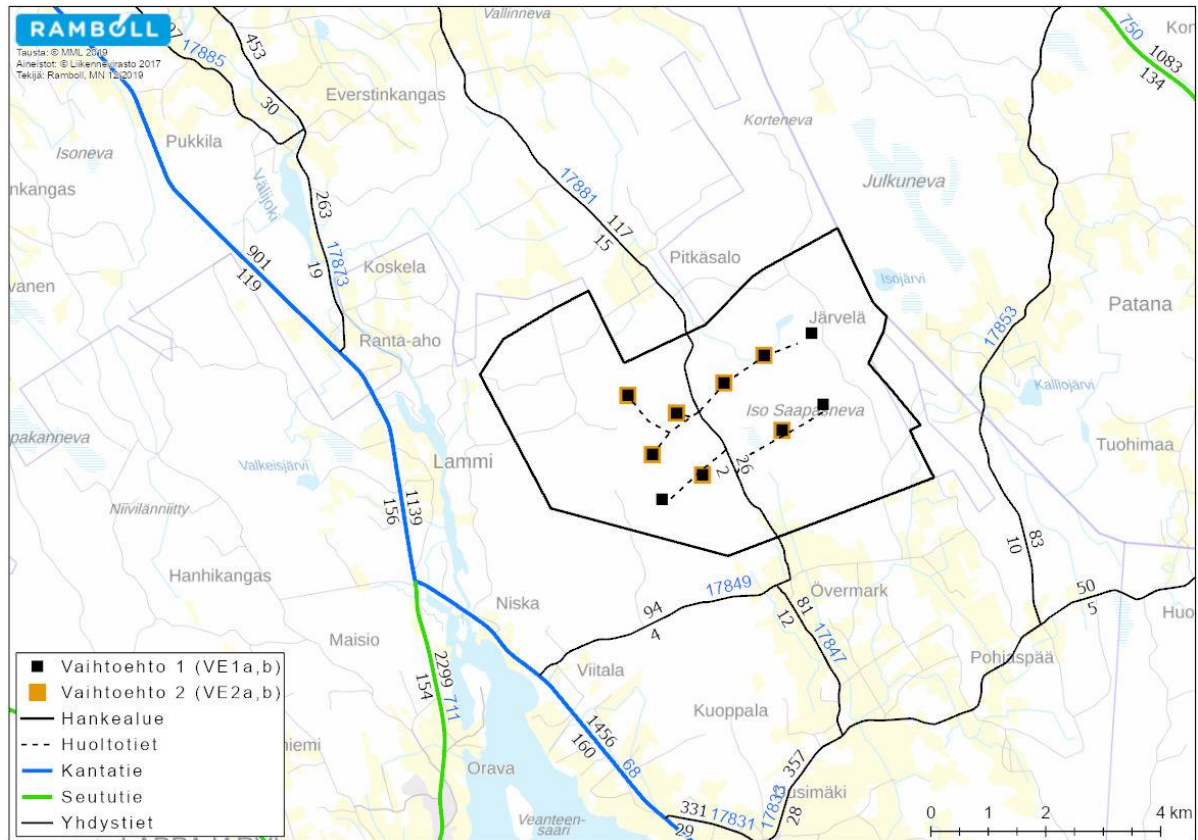 RAMBOLL
Tausta: © MML 2019
Aineistot: © Liikennevirasto 2017
Tekijä: Ramboll, MN 12/2019
17885
453
30
Everstinkangas
Vallinneva
750
1083
134
Pukkila
Isoneva
Korteneva
Julkuneva
Välijoki
263
17873
19
17881
117
15
901
119
Koskela
Pitkäsalo
Isojärvi
Järvelä
Patana
17853
Ranta-aho
Kalliojärvi
Iso Saapasneva
Tuohimaa
Lammi
Valkeisjärvi
26
2
1139
156
Niivilänniitty
83
10
Hanhikangas
Niska
94
4
17849
81
12
17847
Övermark
50
5
Maisio
Viitala
Pohjaspää
2299
154
711
Kuoppala
1456
160
68
Orava
Veanteen-
saari
357
17833
28
331
17831
29
Vaihtoehto 1 (VE1a,b)
Vaihtoehto 2 (VE2a,b)
Hankealue
Huoltotiet
Kantatie
Seututie
Yhdystiet
0 2 4 km